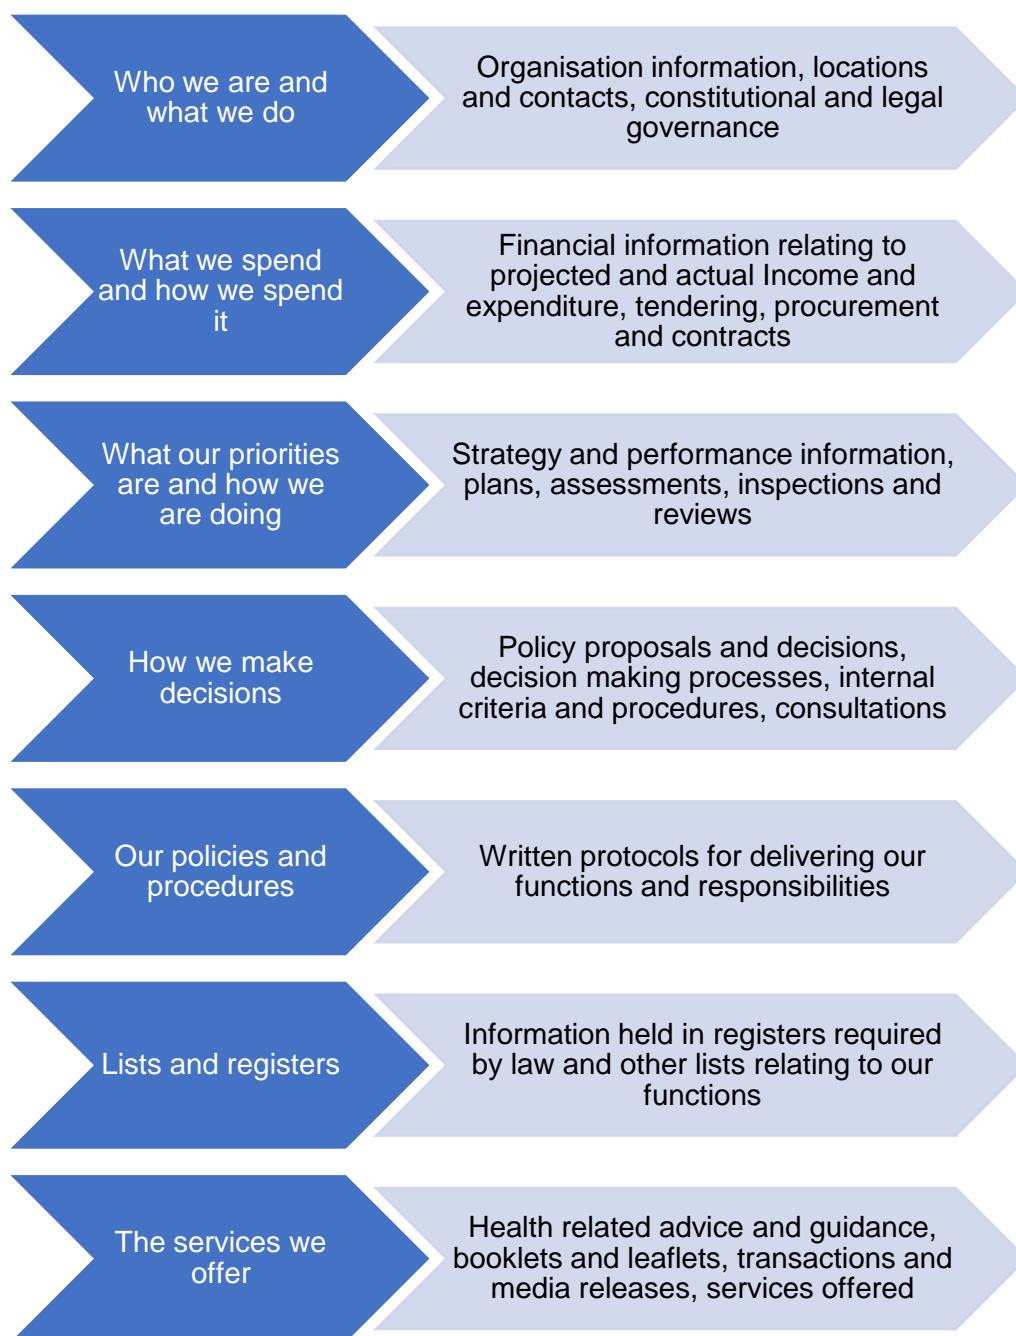 Who we are and
what we do
Organisation information, locations
and contacts, constitutional and legal
governance
What we spend
and how we spend
it
Financial information relating to
projected and actual Income and
expenditure, tendering, procurement
and contracts
What our priorities
are and how we
are doing
Strategy and performance information,
plans, assessments, inspections and
reviews
How we make
decisions
Policy proposals and decisions,
decision making processes, internal
criteria and procedures, consultations
Our policies and
procedures
Written protocols for delivering our
functions and responsibilities
Lists and registers
Information held in registers required
by law and other lists relating to our
functions
The services we
offer
Health related advice and guidance,
booklets and leaflets, transactions and
media releases, services offered